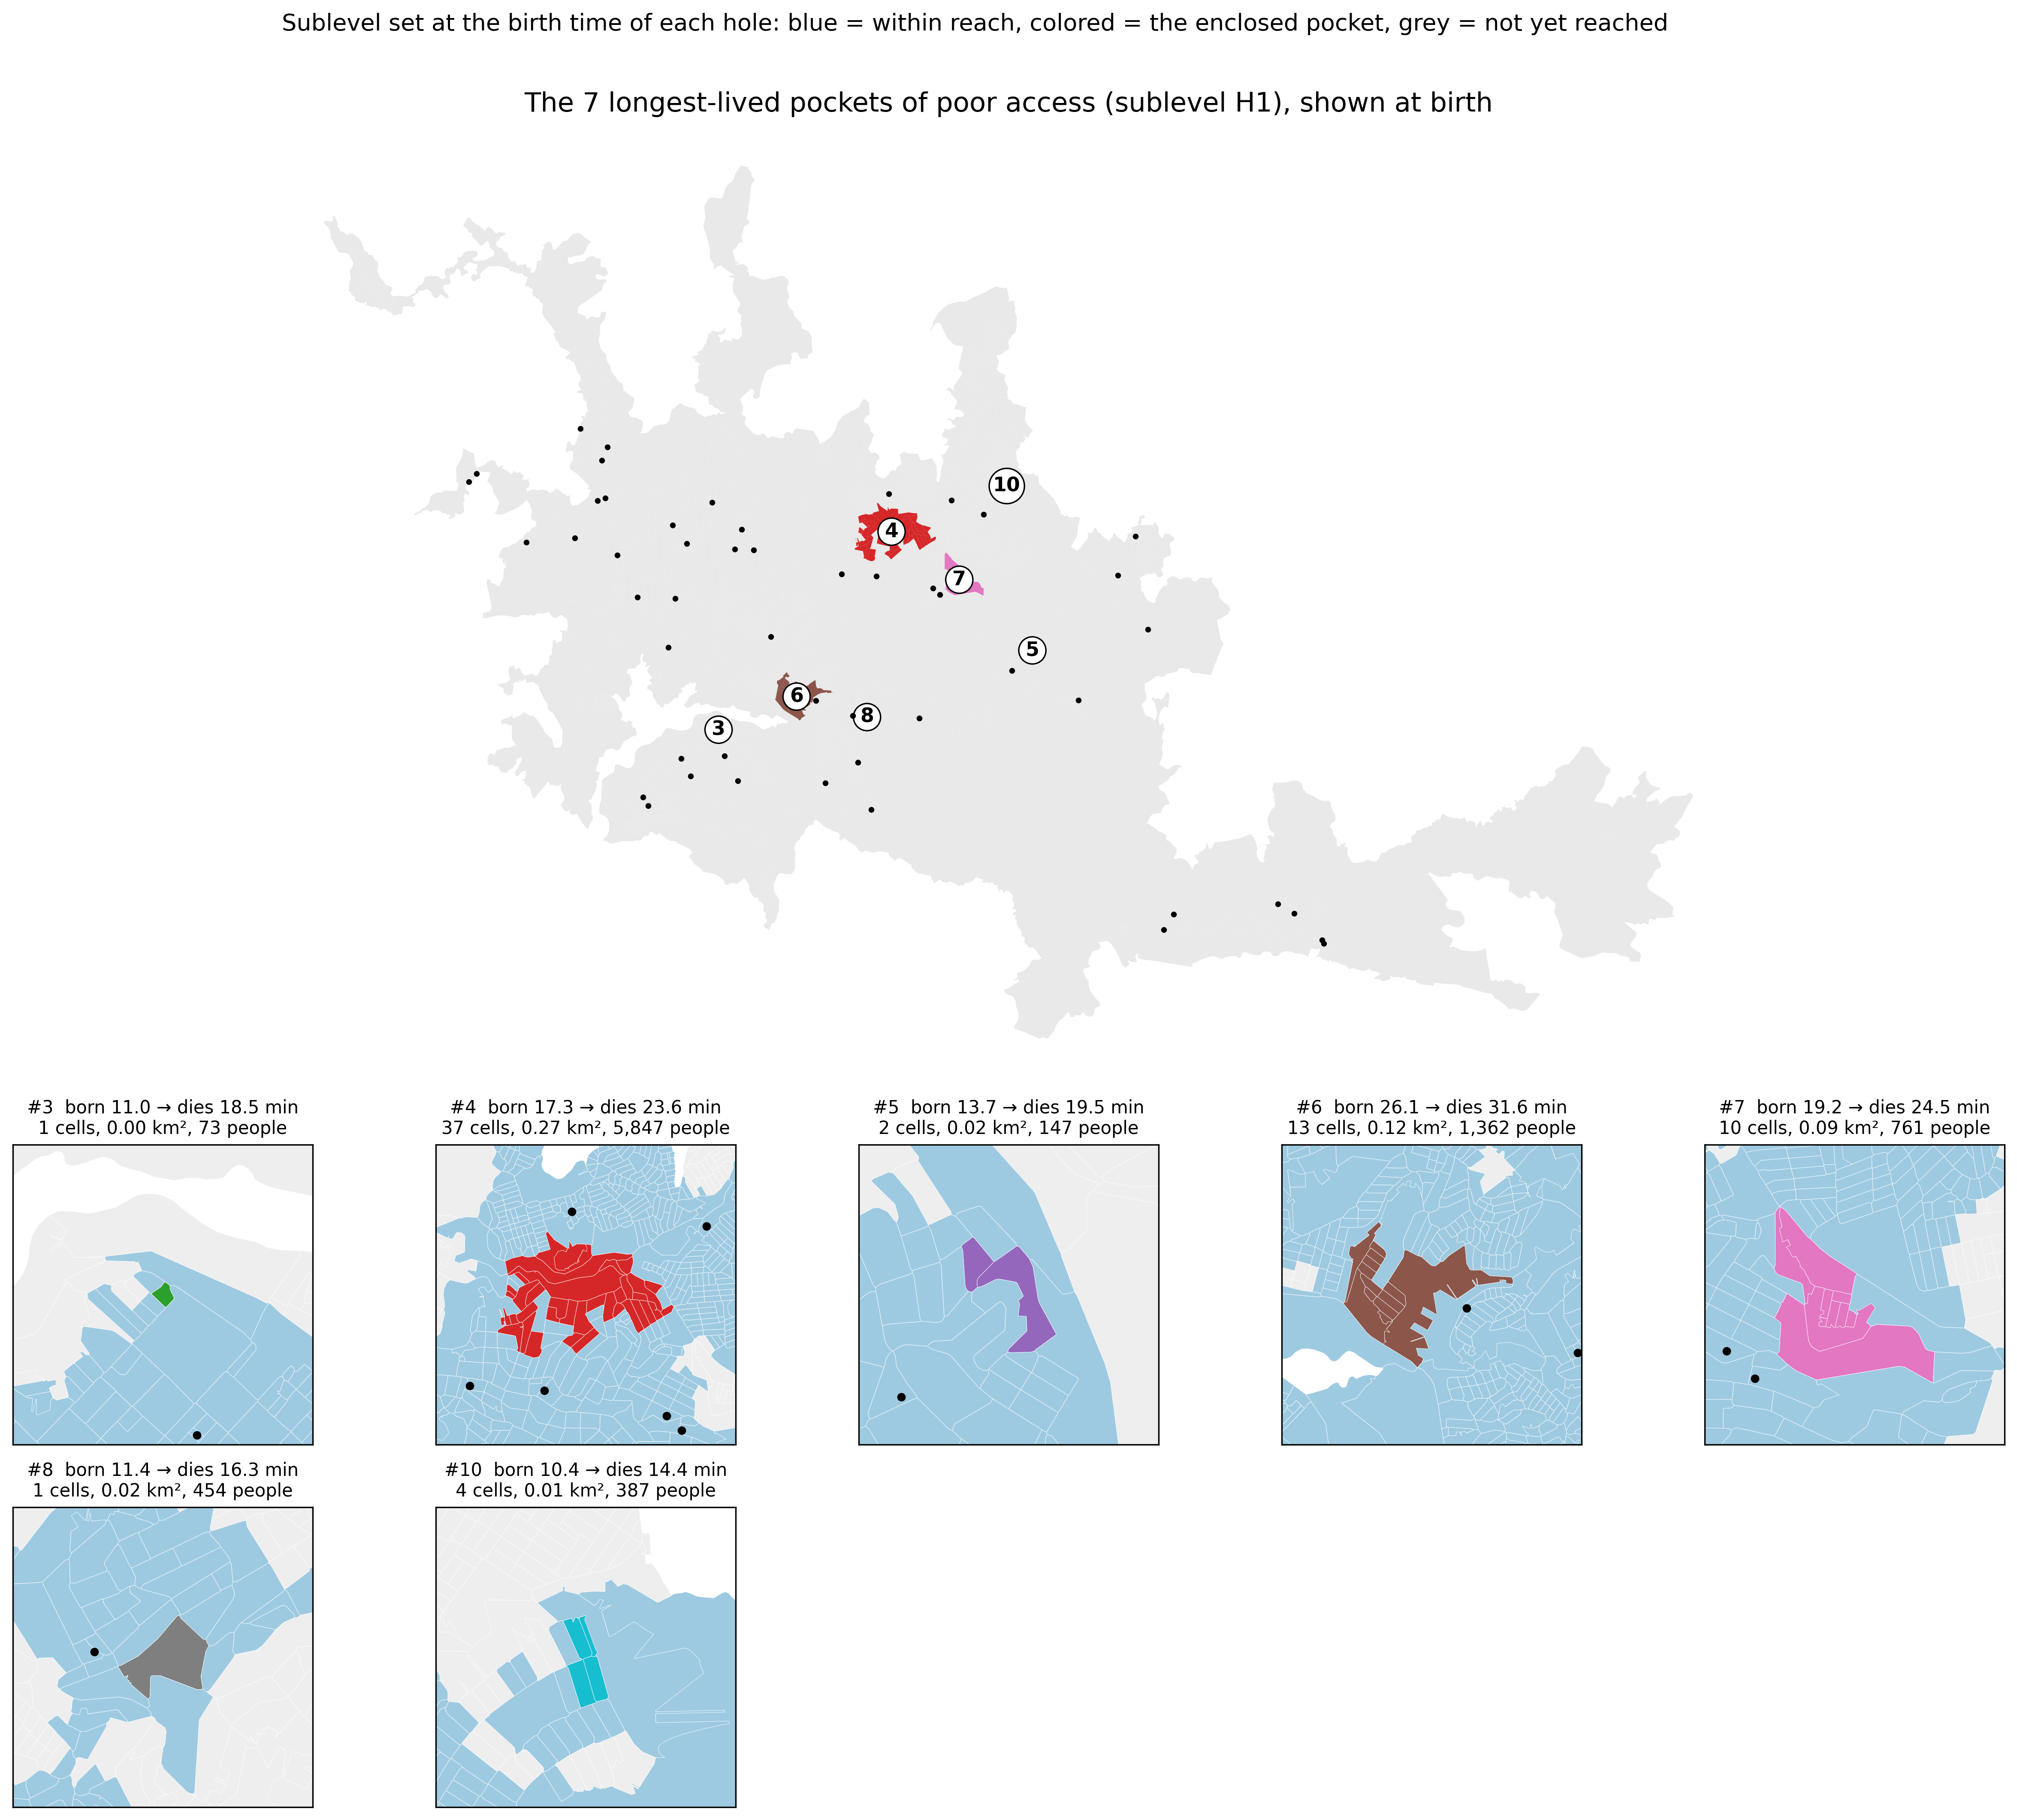 Sublevel set at the birth time of each hole: blue = within reach, colored = the enclosed pocket, grey = not yet reached
The 7 longest-lived pockets of poor access (sublevel H1), shown at birth
10
4
7
5
6
8
3
#3 born 11.0 → dies 18.5 min
1 cells, 0.00 km², 73 people
#4 born 17.3 → dies 23.6 min
37 cells, 0.27 km², 5,847 people
#5 born 13.7 → dies 19.5 min
2 cells, 0.02 km², 147 people
#6 born 26.1 → dies 31.6 min
13 cells, 0.12 km², 1,362 people
#7 born 19.2 → dies 24.5 min
10 cells, 0.09 km², 761 people
#8 born 11.4 → dies 16.3 min
1 cells, 0.02 km², 454 people
#10 born 10.4 → dies 14.4 min
4 cells, 0.01 km², 387 people